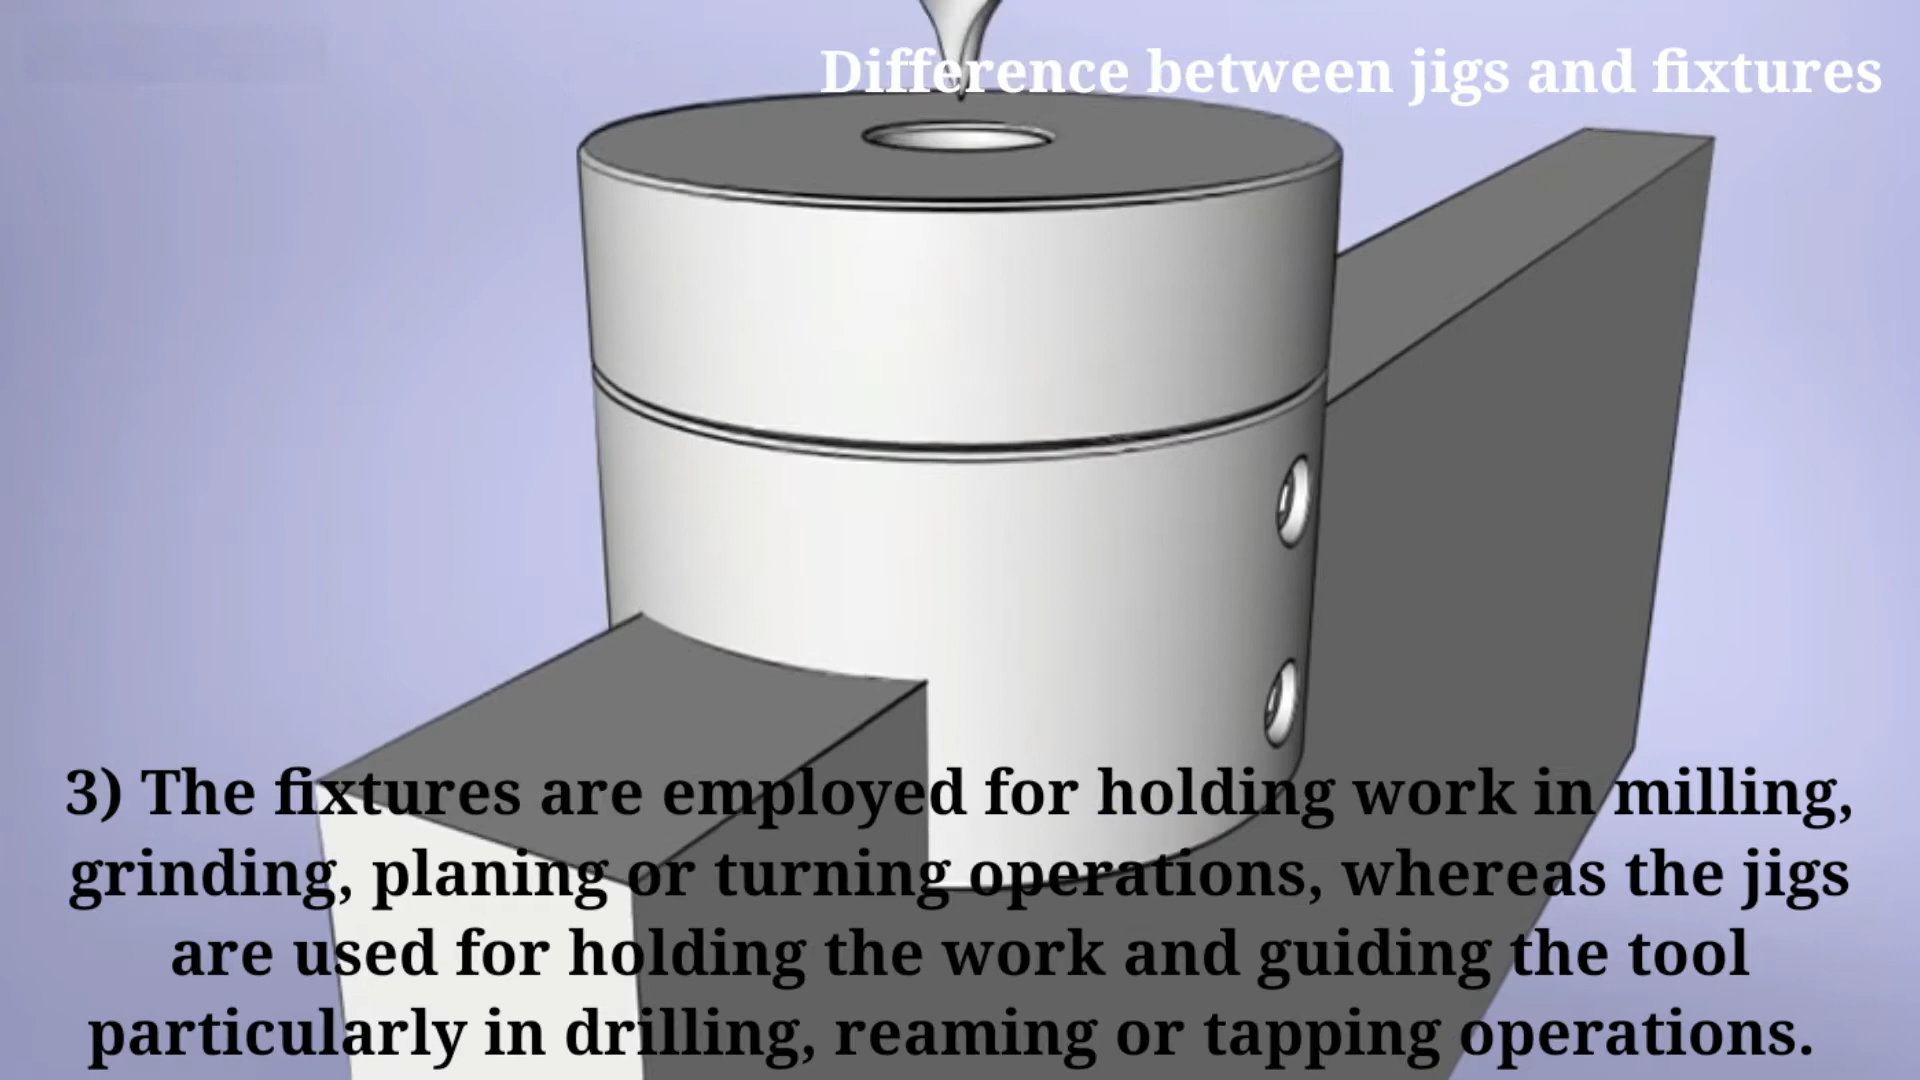 Difference between jigs and fixtures
3) The fixtures are employed for holding work in milling,
grinding, planing or turning operations, whereas the jigs
are used for holding the work and guiding the tool
particularly in drilling, reaming or tapping operations.